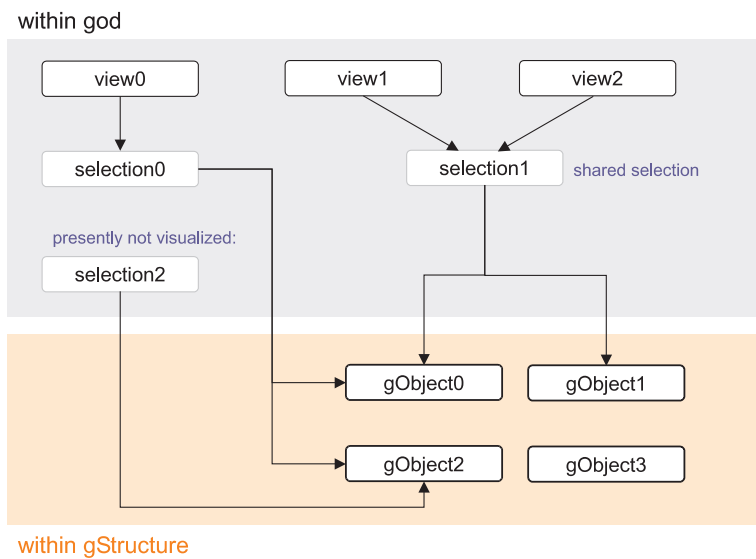 within god
view0
view1
view2
selection0
selection1
shared selection
presently not visualized:
selection2
gObject0
gObject1
gObject2
gObject3
within gStructure